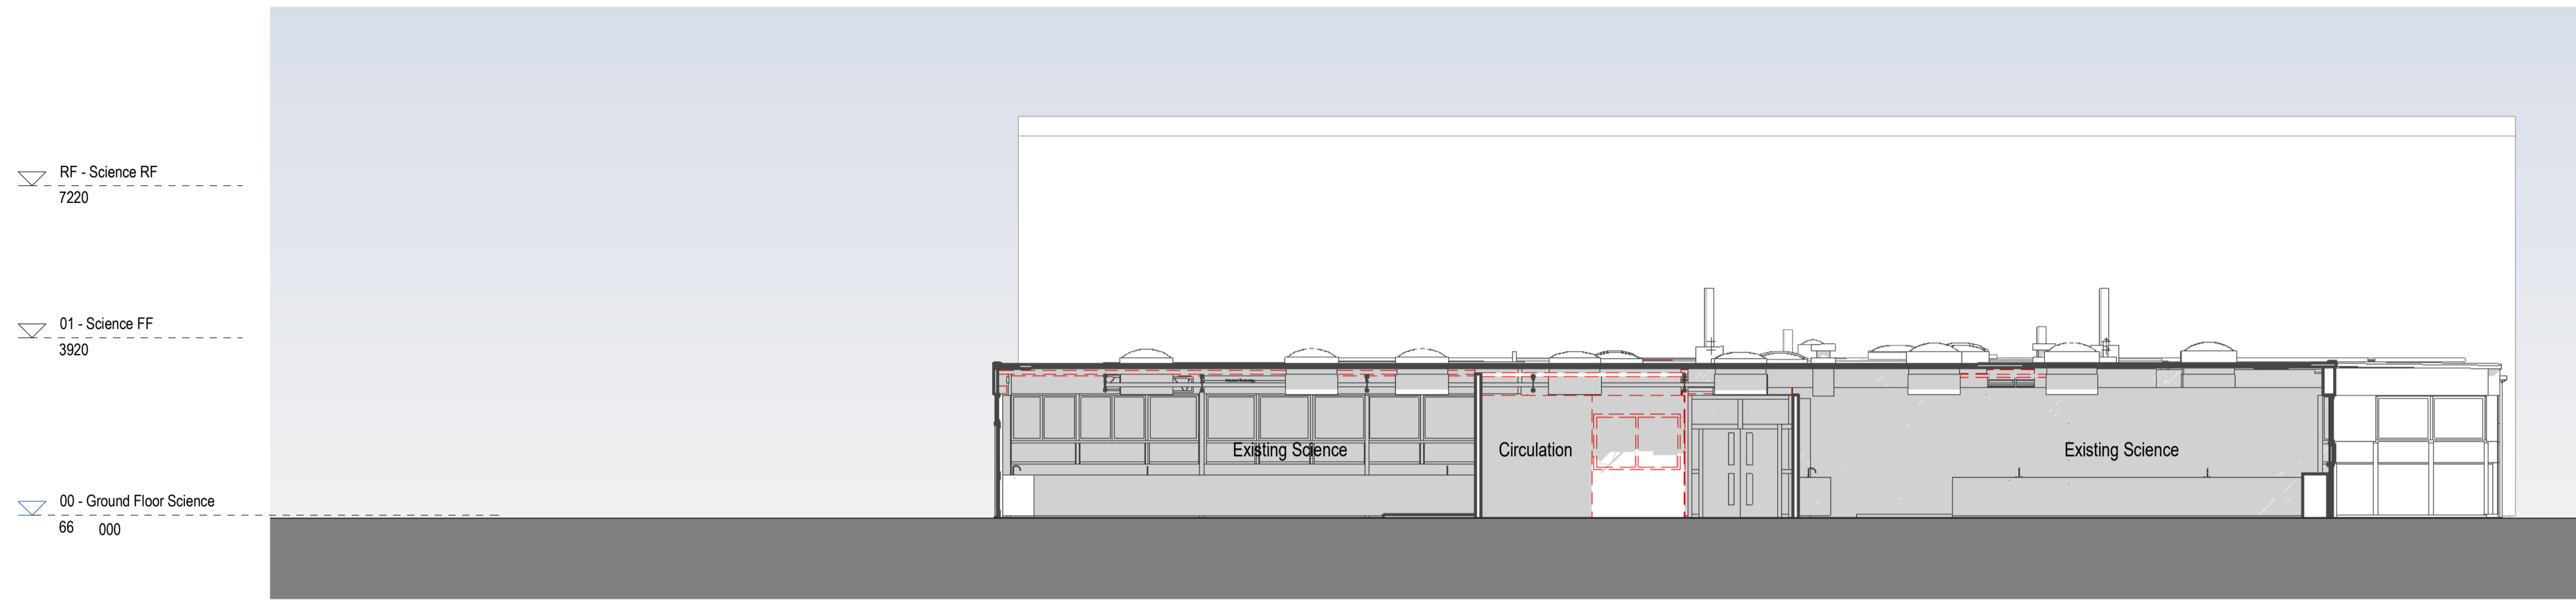 RF - Science RF
7220
01 - Science FF
3920
Existing Science
Circulation
Existing Science
00 - Ground Floor Science
66 000